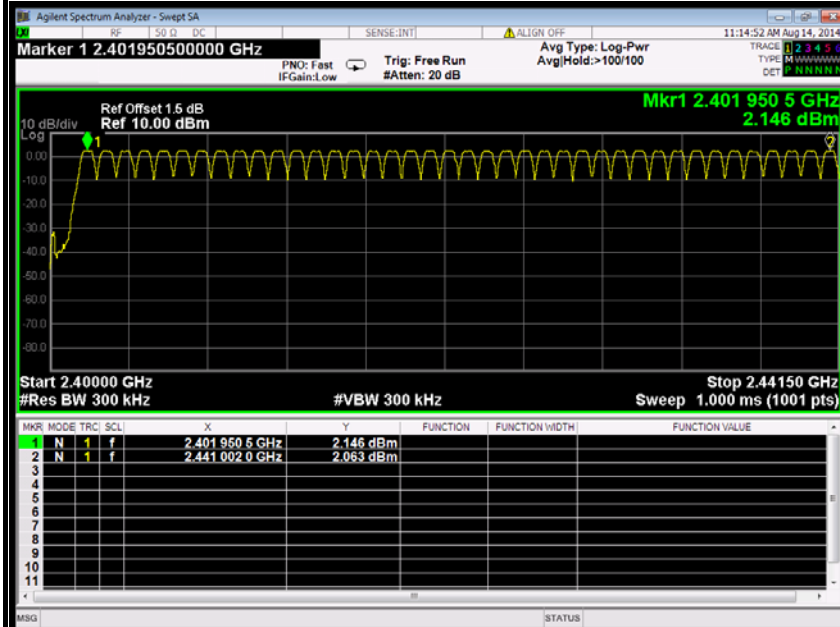 Agilent Spectrum Analyzer - Swept SA
RF 50 Ω DC SENSE:INT ALIGN OFF 11:14:52 AM Aug 14, 2014
Marker 1 2.401950500000 GHz
PNO: Fast
IFGain:Low
Trig: Free Run
#Atten: 20 dB
Avg Type: Log-Pwr
Avg|Hold:>100/100
TRACE 1 2 3 4 5 6
TYPE M W W W W W
DET P N N N N N
Mkr1 2.401 950 5 GHz
2.146 dBm
Ref Offset 1.5 dB
10 dB/div Ref 10.00 dBm
Log
1
2
0.00
-10.0
-20.0
-30.0
-40.0
-50.0
-60.0
-70.0
-80.0
Start 2.40000 GHz Stop 2.44150 GHz
#Res BW 300 kHz #VBW 300 kHz Sweep 1.000 ms (1001 pts)
MKR MODE TRC SCL X Y FUNCTION FUNCTION WIDTH FUNCTION VALUE
1 N 1 f 2.401 950 5 GHz 2.146 dBm
2 N 1 f 2.441 002 0 GHz 2.063 dBm
3
4
5
6
7
8
9
10
11
MSG STATUS